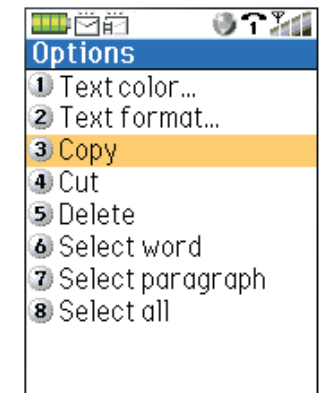 Options
1 Text color...
2 Text format...
3 Copy
4 Cut
5 Delete
6 Select word
7 Select paragraph
8 Select all